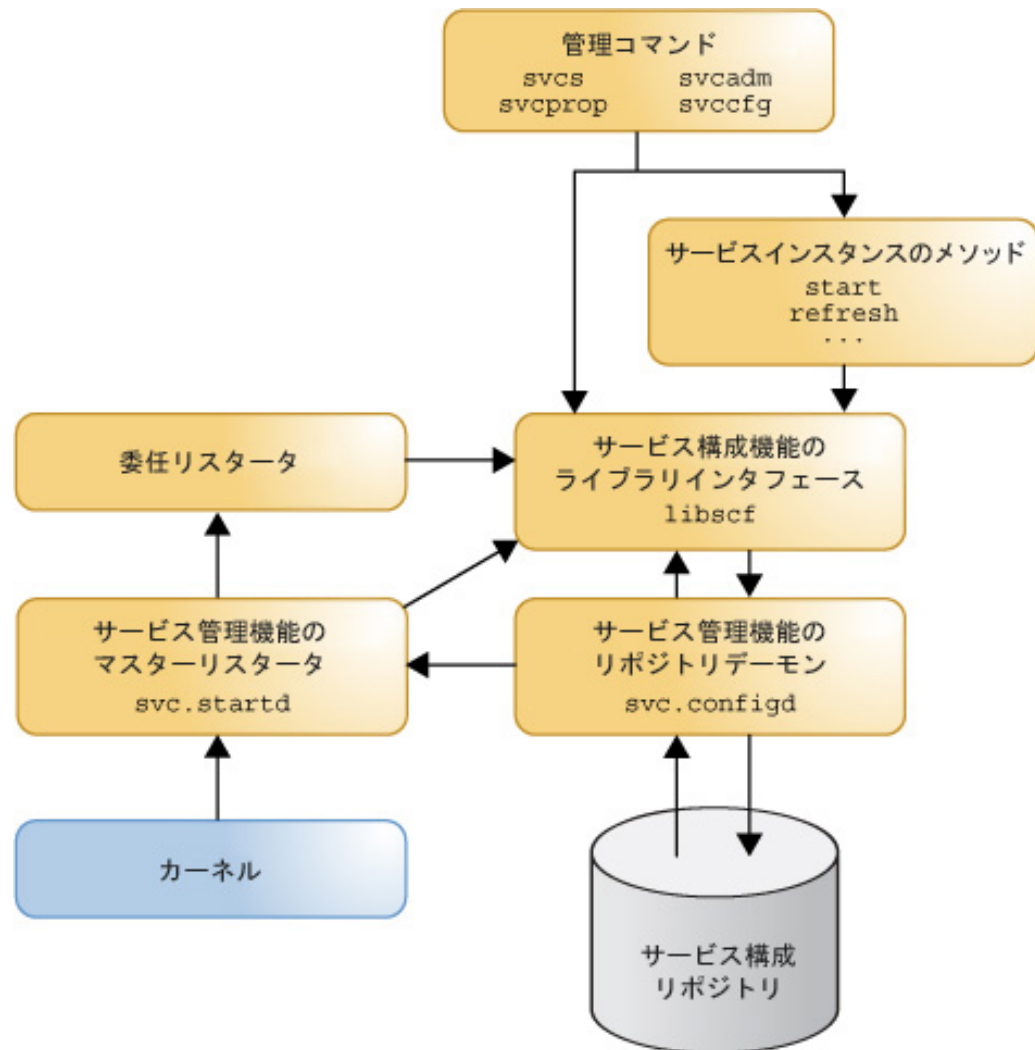 管理コマンド
svcs svcadm
svcprop svccfg
サービスインスタンスのメソッド
start
refresh
...
委任リスタータ
サービス構成機能の
ライブラリインタフェース
libscf
サービス管理機能の
マスターリスタータ
svc.startd
サービス管理機能の
リポジトリデーモン
svc.configd
カーネル
サービス構成
リポジトリ